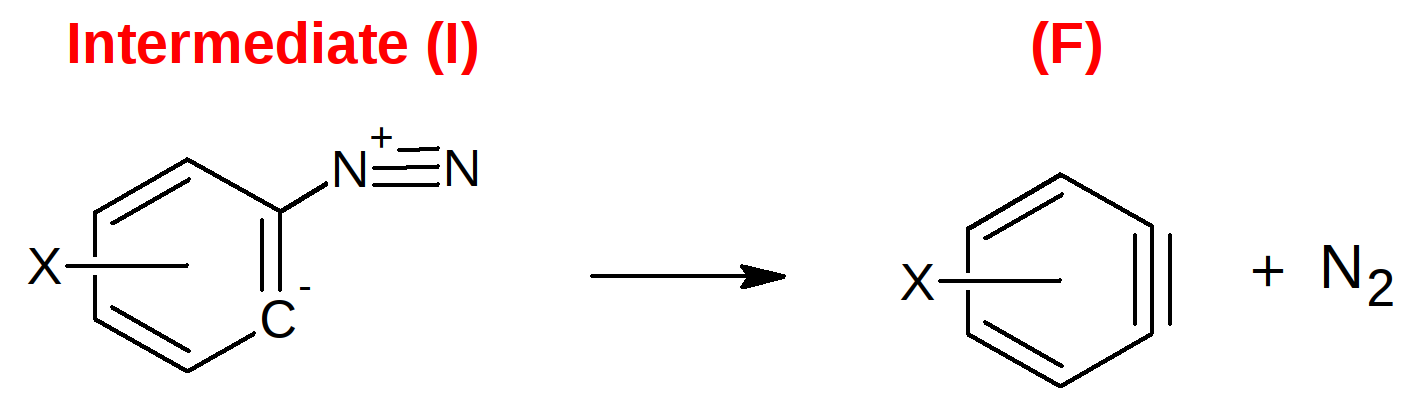 Intermediate (I)
(F)
N+≡N
X
C-
X
+ N2